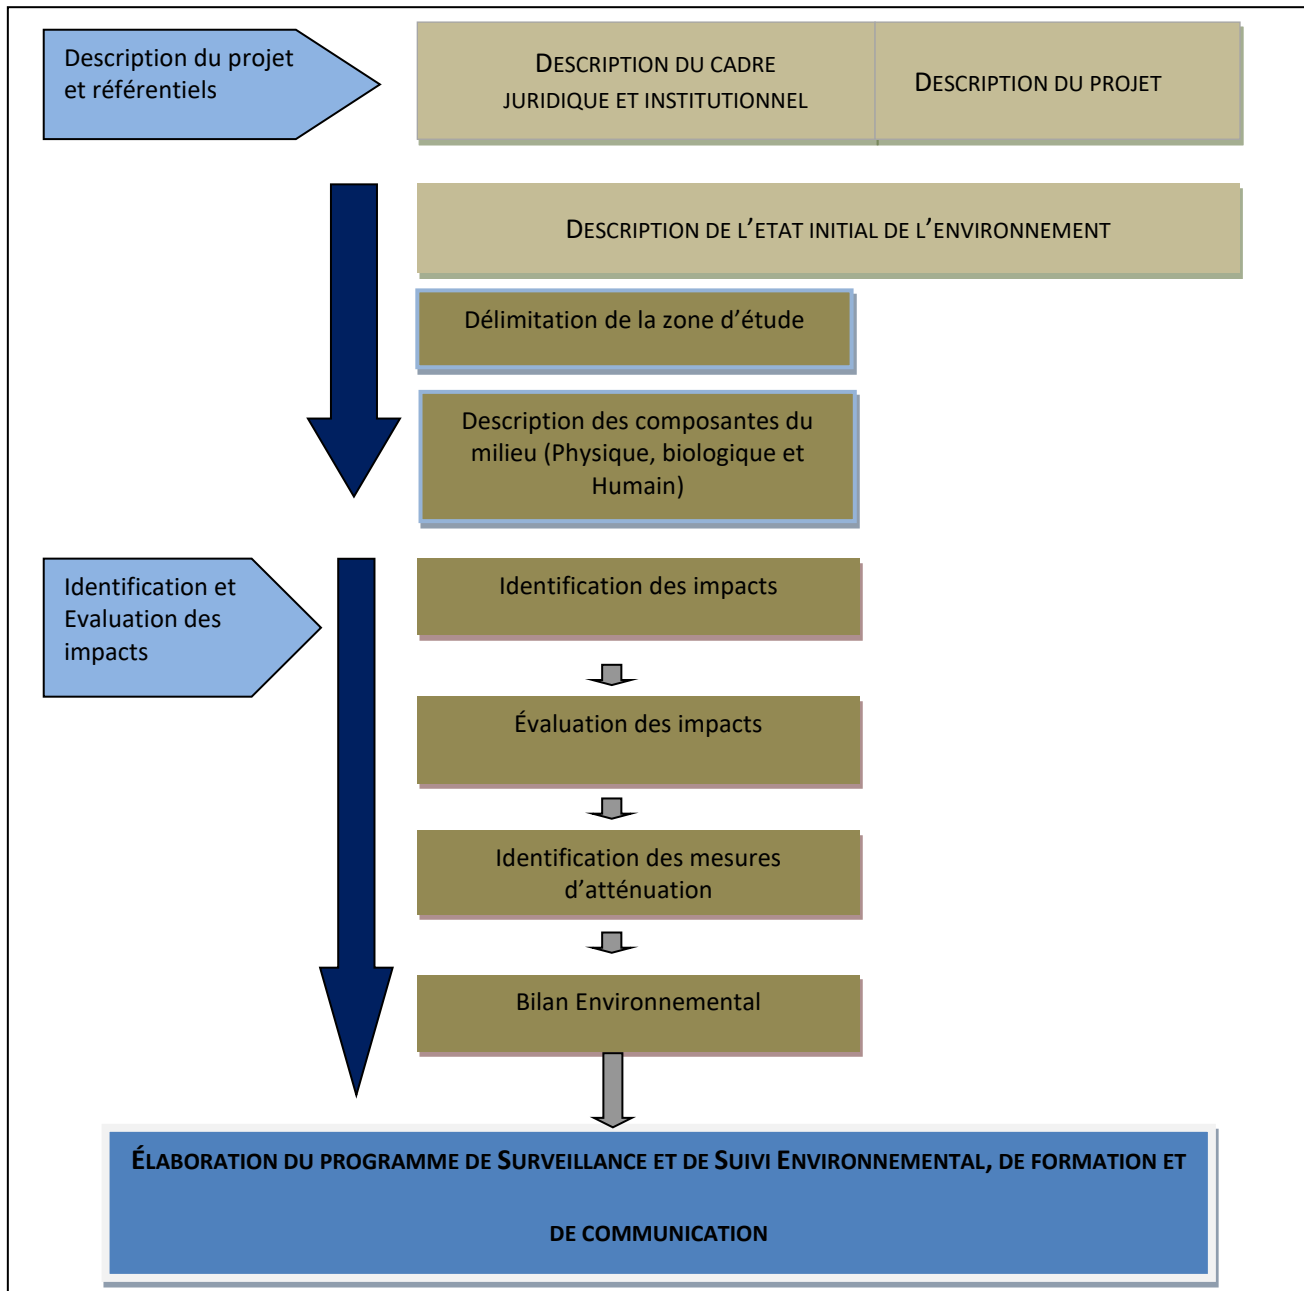 Description du projet
et référentiels
DESCRIPTION DU CADRE
JURIDIQUE ET INSTITUTIONNEL
DESCRIPTION DU PROJET
DESCRIPTION DE L’ETAT INITIAL DE L’ENVIRONNEMENT
Délimitation de la zone d’étude
Description des composantes du
milieu (Physique, biologique et
Humain)
Identification et
Evaluation des
impacts
Identification des impacts
Évaluation des impacts
Identification des mesures
d’atténuation
Bilan Environnemental
ÉLABORATION DU PROGRAMME DE SURVEILLANCE ET DE SUIVI ENVIRONNEMENTAL, DE FORMATION ET
DE COMMUNICATION